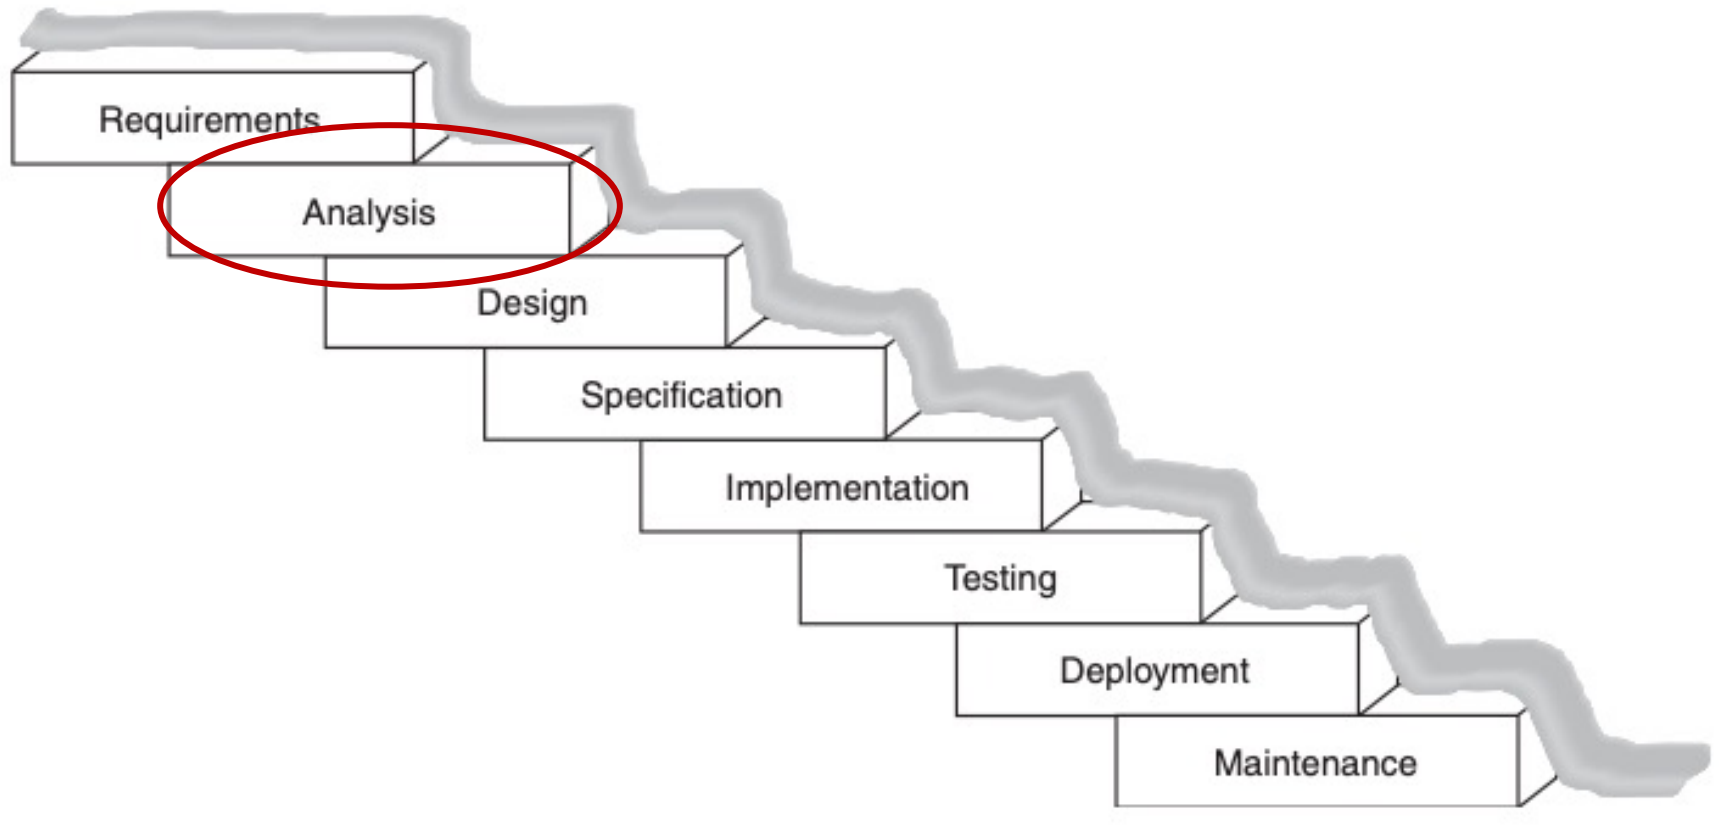 Requirements
Analysis
Design
Specification
Implementation
Testing
Deployment
Maintenance